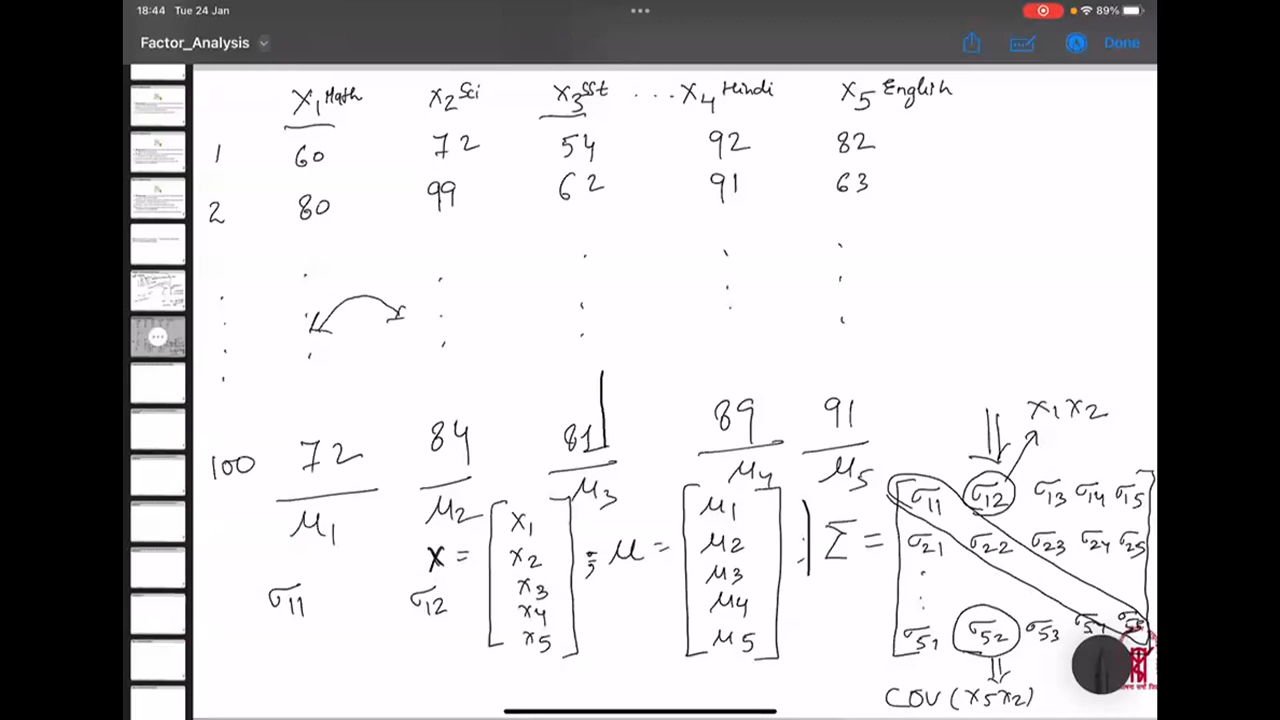 18:44 Tue 24 Jan
89%
Factor_Analysis
Done
X₁ Math X₂ Sci X₃ SSt ... X₄ Hindi X₅ English
1 60 72 54 92 82
2 80 99 62 91 63
100 72 84 81 89 91
μ₁ μ₂ μ₃ μ₄ μ₅
x₁x₂
X = [x₁ x₂ x₃ x₄ x₅] ; μ = [μ₁ μ₂ μ₃ μ₄ μ₅] ; Σ =
σ₁₁ σ₁₂ σ₁₃ σ₁₄ σ₁₅
σ₂₁ σ₂₂ σ₂₃ σ₂₄ σ₂₅
σ₅₁ σ₅₂ σ₅₃ σ₅₄ σ₅₅
σ₁₁ σ₁₂
COV (x₅x₂)